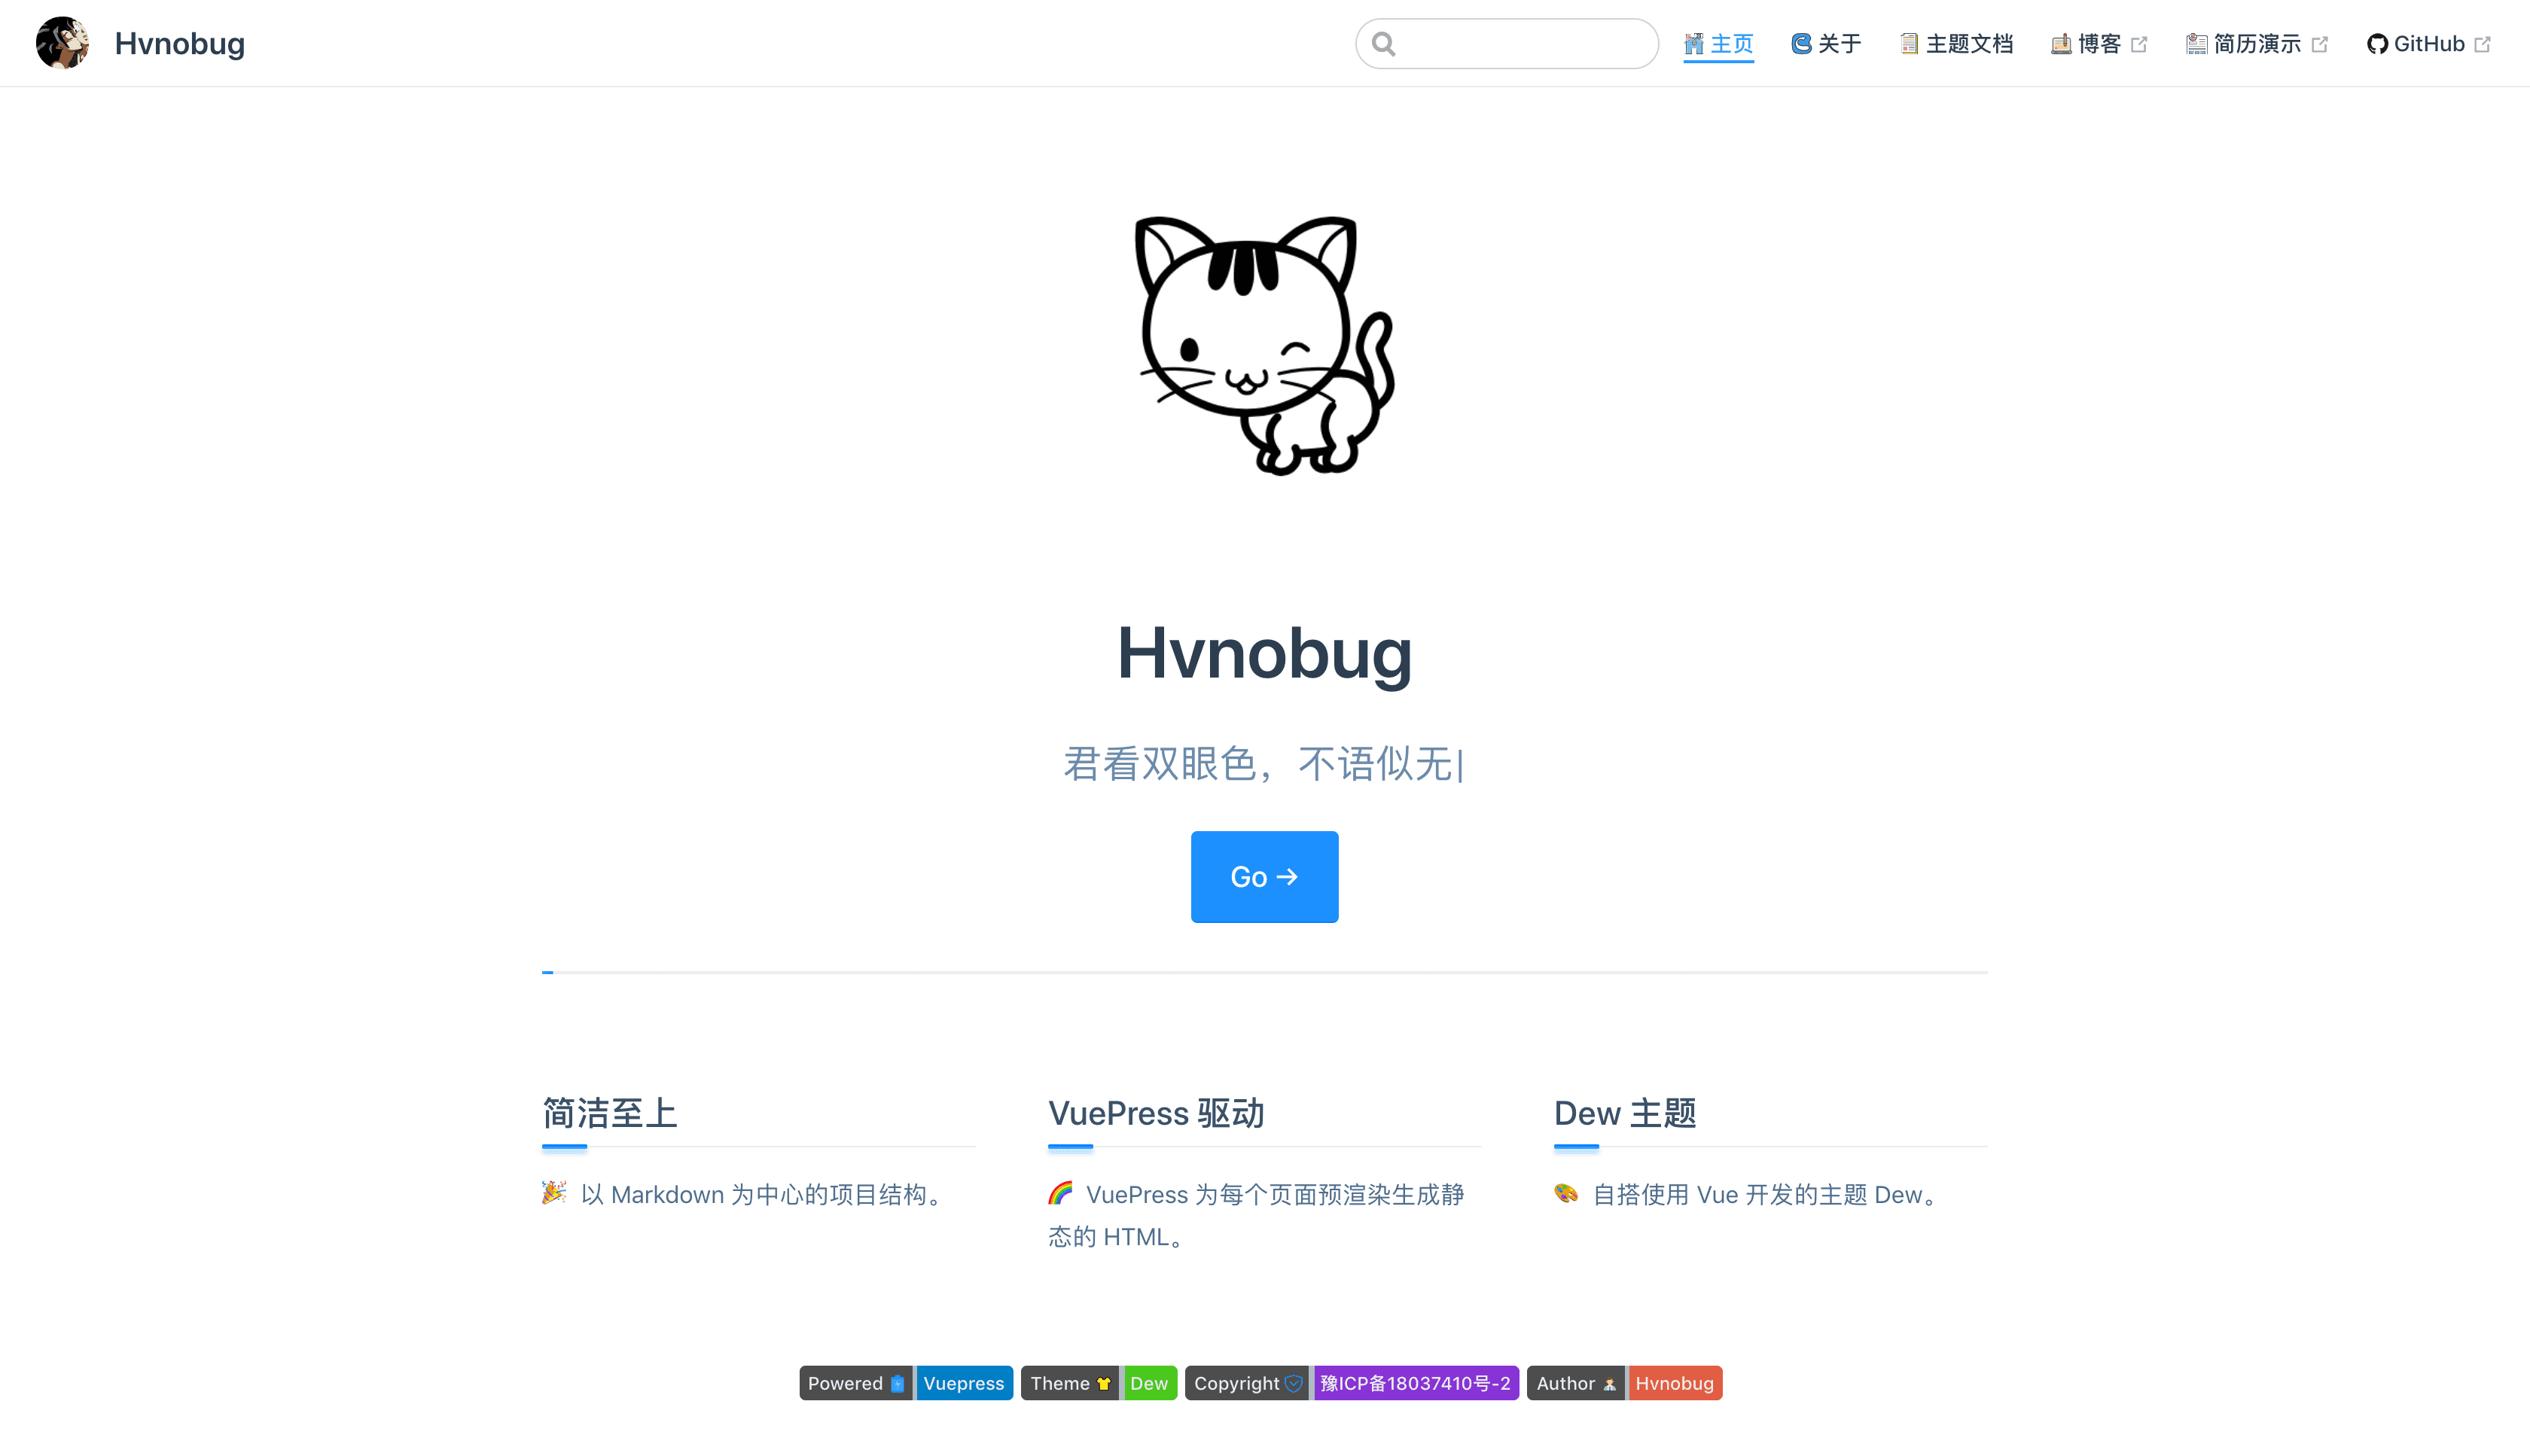 Hvnobug
主页 关于 主题文档 博客 简历演示 GitHub
Hvnobug
君看双眼色，不语似无|
Go →
简洁至上
以 Markdown 为中心的项目结构。
VuePress 驱动
VuePress 为每个页面预渲染生成静
态的 HTML。
Dew 主题
自搭使用 Vue 开发的主题 Dew。
Powered Vuepress Theme Dew Copyright 豫ICP备18037410号-2 Author Hvnobug